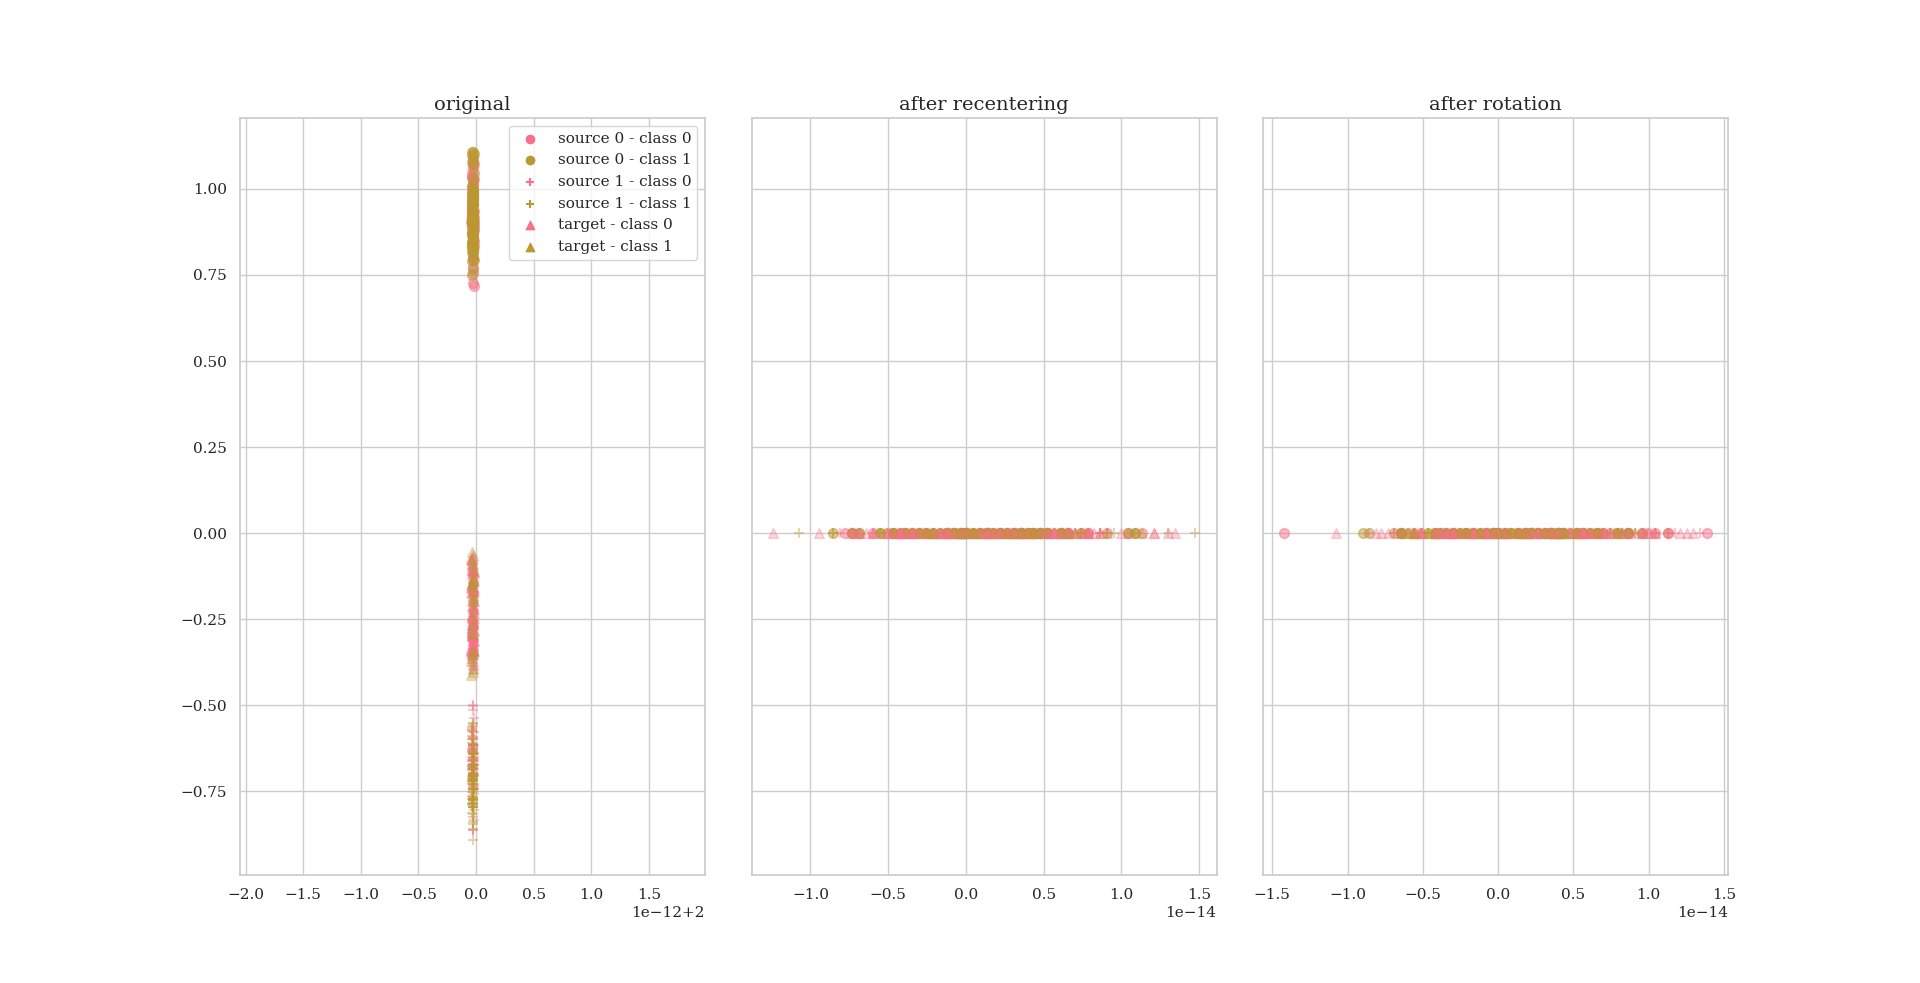 original
after recentering
after rotation
source 0 - class 0
source 0 - class 1
source 1 - class 0
source 1 - class 1
target - class 0
target - class 1
1.00
0.75
0.50
0.25
0.00
−0.25
−0.50
−0.75
−2.0 −1.5 −1.0 −0.5 0.0 0.5 1.0 1.5
1e−12+2
−1.0 −0.5 0.0 0.5 1.0 1.5
1e−14
−1.5 −1.0 −0.5 0.0 0.5 1.0 1.5
1e−14